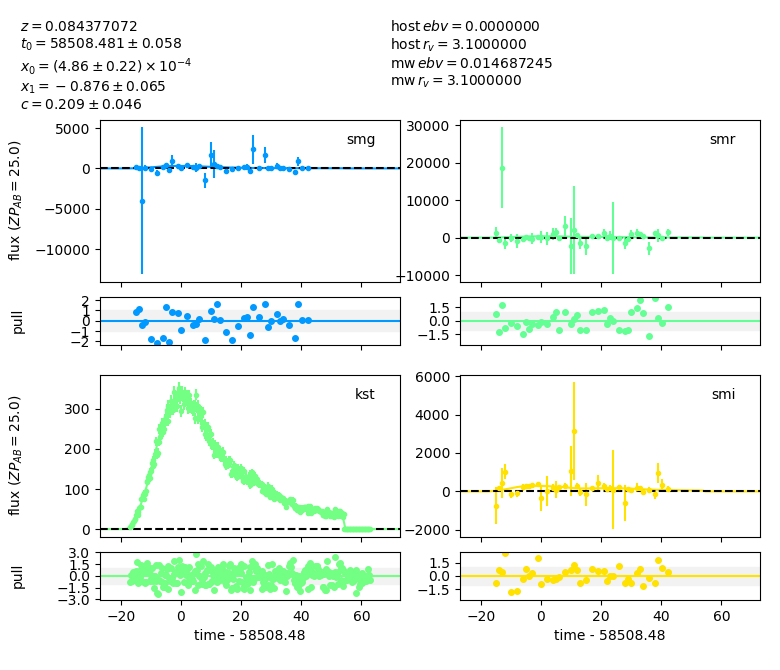 z = 0.084377072
t₀ = 58508.481 ± 0.058
x₀ = (4.86 ± 0.22) × 10⁻⁴
x₁ = − 0.876 ± 0.065
c = 0.209 ± 0.046
host ebv = 0.0000000
host r_v = 3.1000000
mw ebv = 0.014687245
mw r_v = 3.1000000
flux (ZP_AB = 25.0)
5000
0
−5000
−10000
smg
30000
20000
10000
0
−10000
smr
pull
2
1
0
−1
−2
1.5
0.0
−1.5
flux (ZP_AB = 25.0)
300
200
100
0
kst
6000
4000
2000
0
−2000
smi
pull
3.0
1.5
0.0
−1.5
−3.0
1.5
0.0
−1.5
−20 0 20 40 60
time - 58508.48
−20 0 20 40 60
time - 58508.48